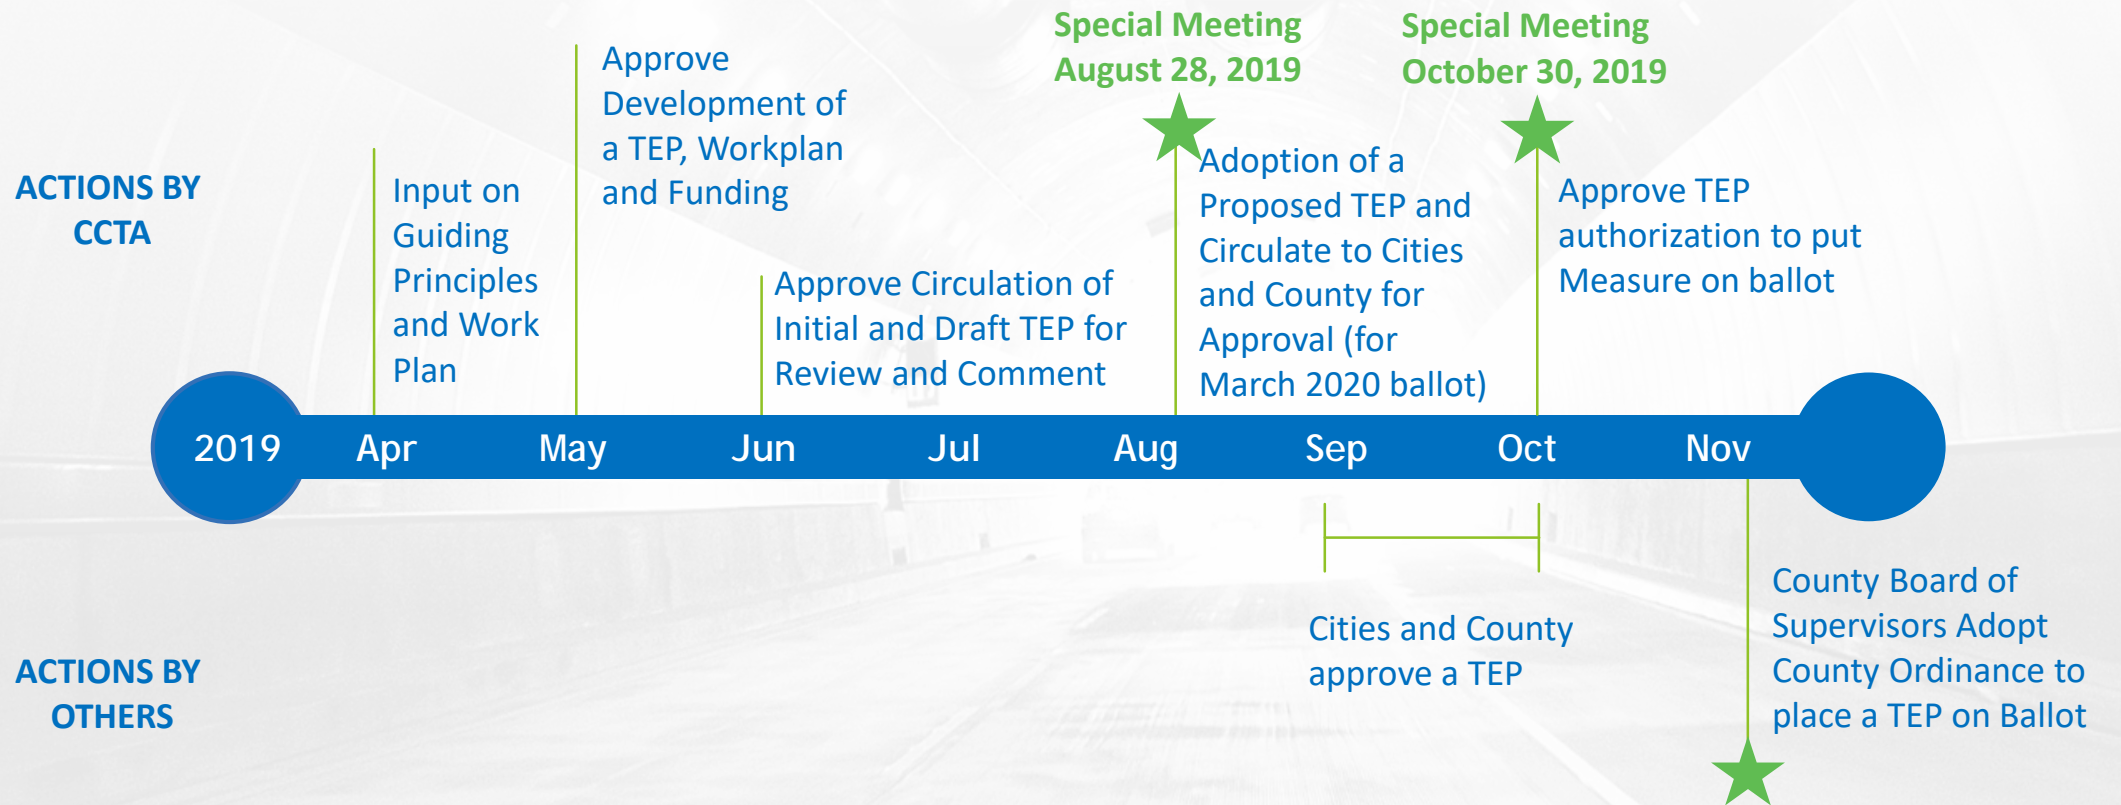 Special Meeting
August 28, 2019
Special Meeting
October 30, 2019
ACTIONS BY
CCTA
Input on
Guiding
Principles
and Work
Plan
Approve
Development of
a TEP, Workplan
and Funding
Approve Circulation of
Initial and Draft TEP for
Review and Comment
Adoption of a
Proposed TEP and
Circulate to Cities
and County for
Approval (for
March 2020 ballot)
Approve TEP
authorization to put
Measure on ballot
2019 Apr May Jun Jul Aug Sep Oct Nov
ACTIONS BY
OTHERS
Cities and County
approve a TEP
County Board of
Supervisors Adopt
County Ordinance to
place a TEP on Ballot